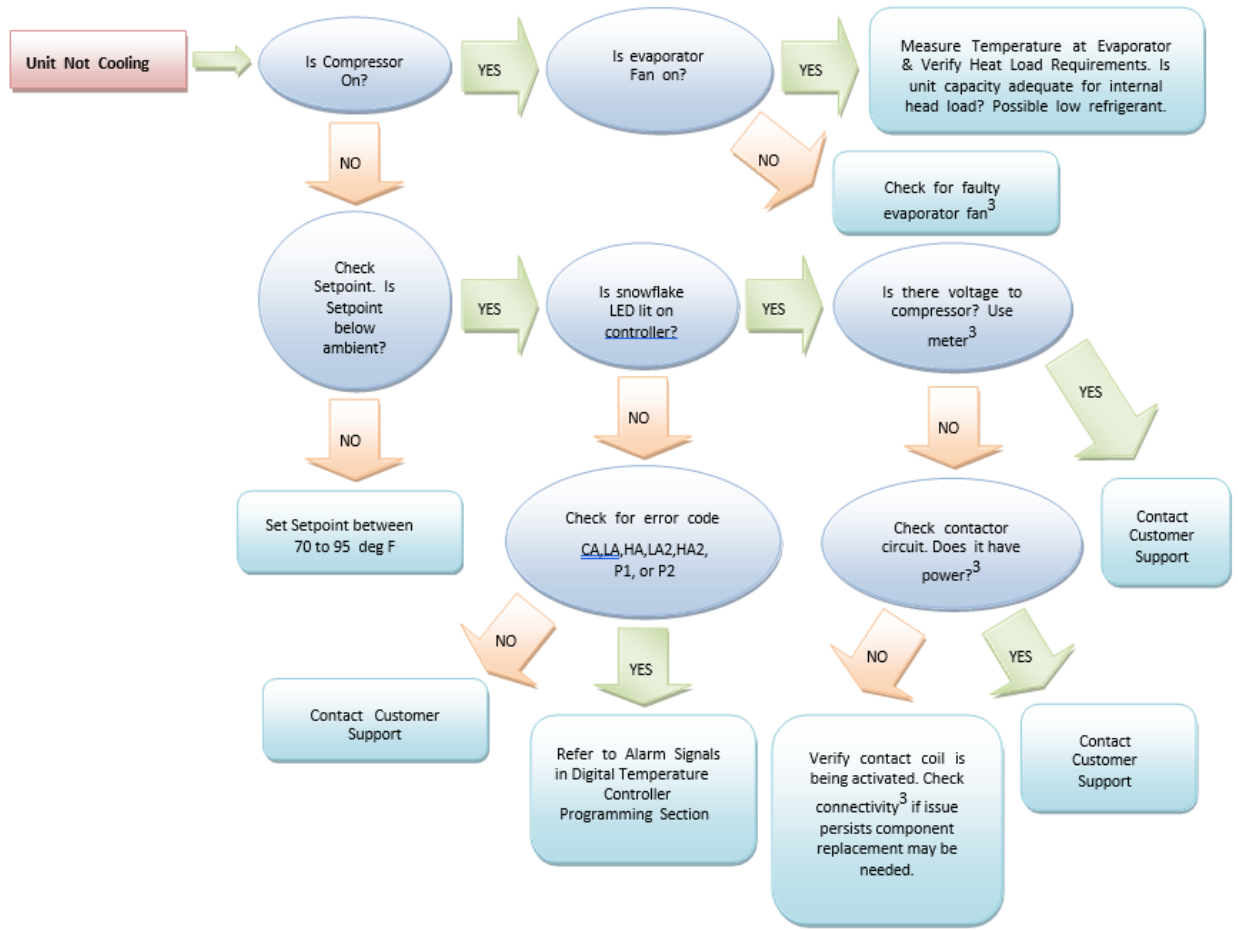 Unit Not Cooling
Is Compressor
On?
YES
Is evaporator
Fan on?
YES
Measure Temperature at Evaporator
& Verify Heat Load Requirements. Is
unit capacity adequate for internal
head load? Possible low refrigerant.
NO
NO
Check for faulty
evaporator fan3
Check
Setpoint. Is
Setpoint
below
ambient?
YES
Is snowflake
LED lit on
controller?
YES
Is there voltage to
compressor? Use
meter3
YES
NO
NO
NO
Set Setpoint between
70 to 95 deg F
Check for error code
CA,LA,HA,LA2,HA2,
P1, or P2
Check contactor
circuit. Does it have
power?3
Contact
Customer
Support
NO
YES
NO
YES
Contact Customer
Support
Refer to Alarm Signals
in Digital Temperature
Controller
Programming Section
Verify contact coil is
being activated. Check
connectivity3 if issue
persists component
replacement may be
needed.
Contact
Customer
Support